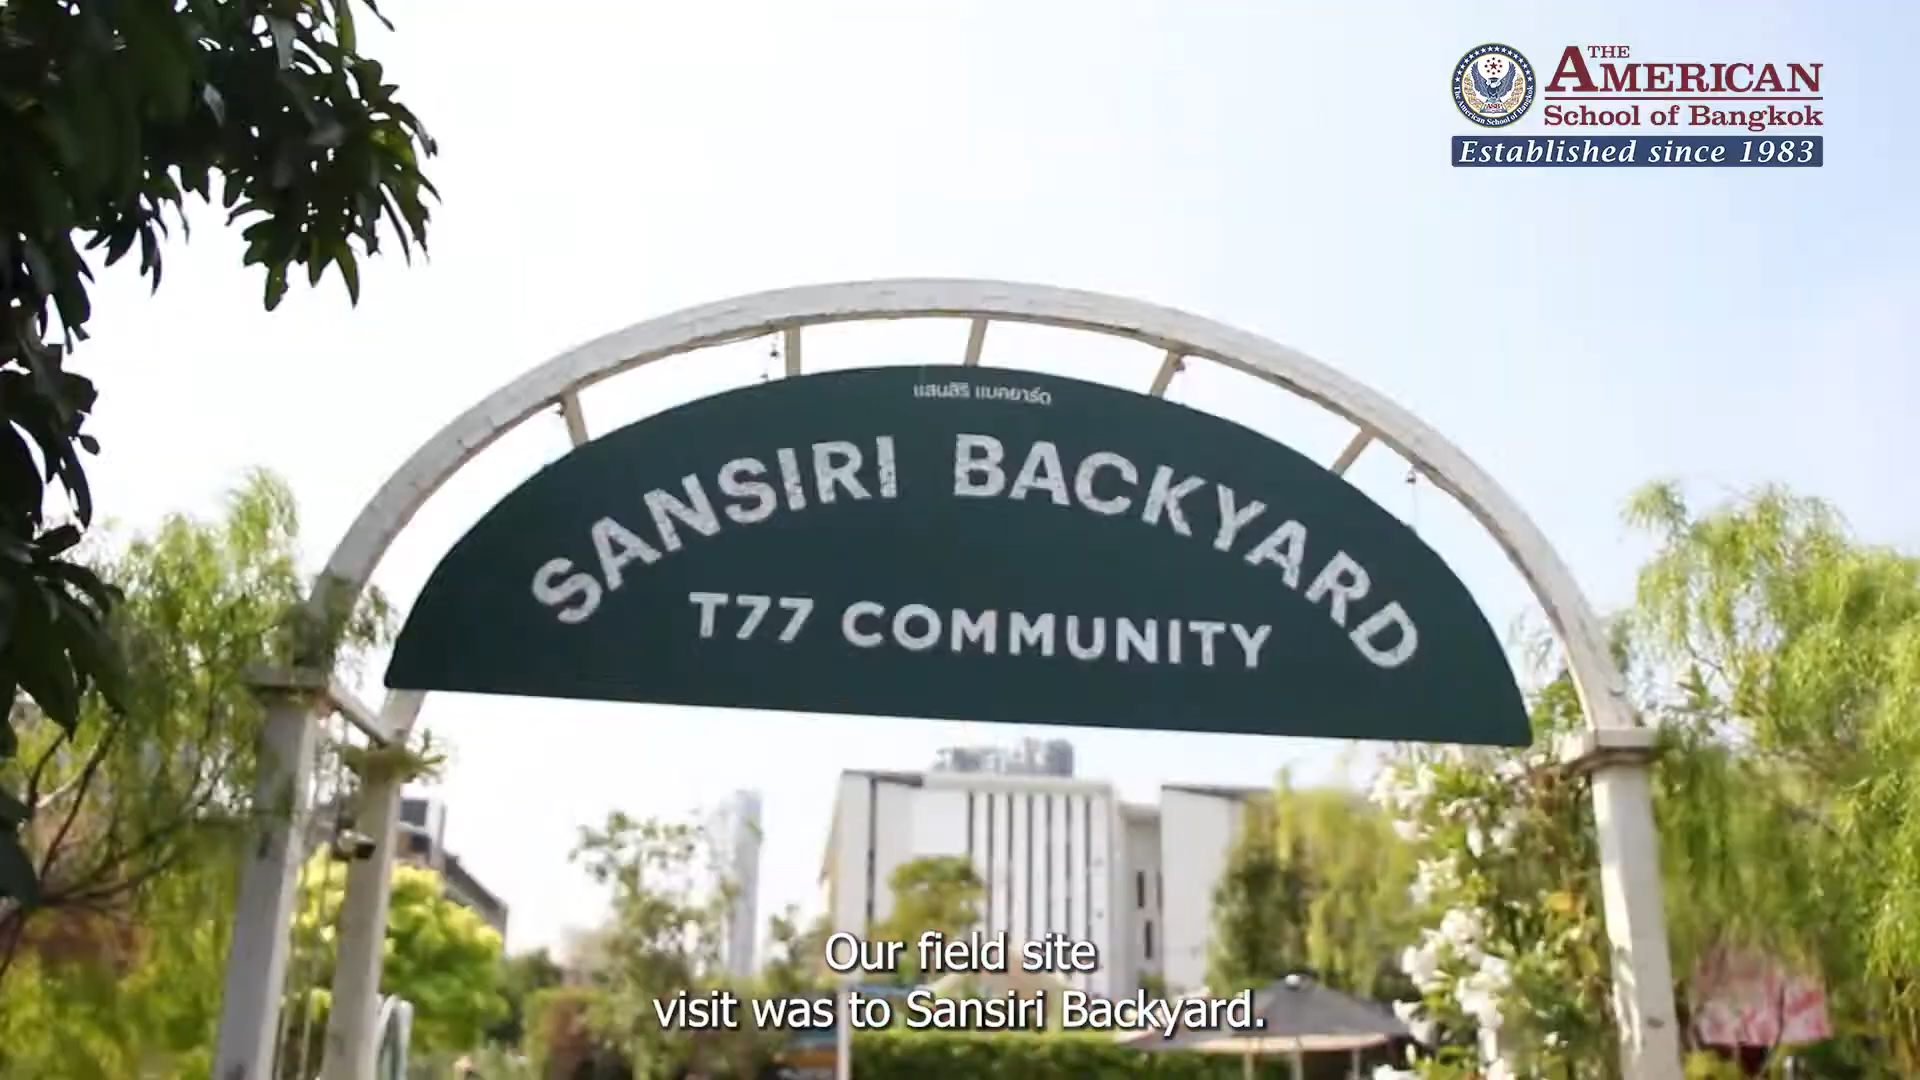 THE
AMERICAN
School of Bangkok
Established since 1983
แสนสิริ แบคยาร์ด
SANSIRI BACKYARD
T77 COMMUNITY
Our field site
visit was to Sansiri Backyard.